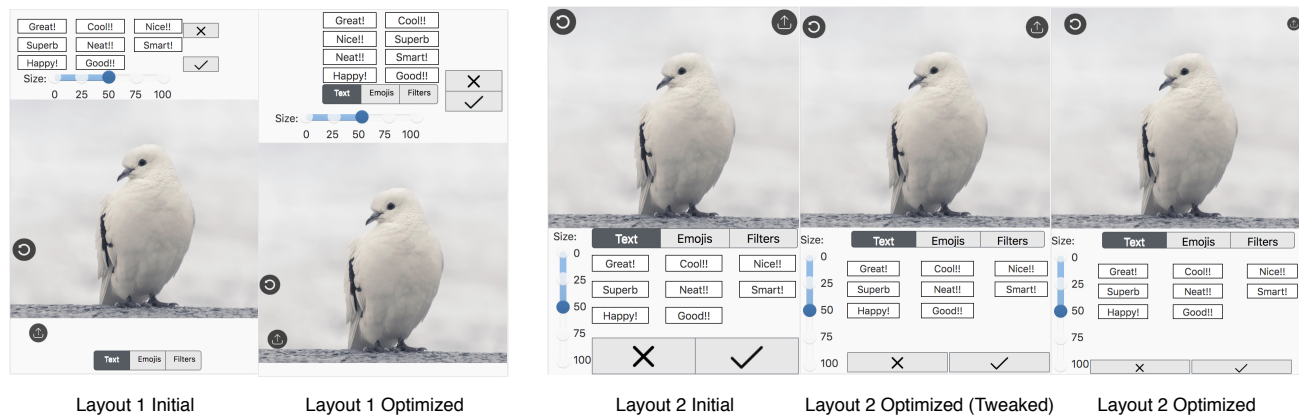 Great! Cool!! Nice!!
Superb Neat!! Smart!
Happy! Good!!
Size:
0 25 50 75 100
Text Emojis Filters
Layout 1 Initial
Great! Cool!!
Nice!! Superb
Neat!! Smart!
Happy! Good!!
Text Emojis Filters
Size:
0 25 50 75 100
Layout 1 Optimized
Size:
0
25
50
75
100
Text Emojis Filters
Great! Cool!! Nice!!
Superb Neat!! Smart!
Happy! Good!!
Layout 2 Initial
Size:
0
25
50
75
100
Text Emojis Filters
Great! Cool!! Nice!!
Superb Neat!! Smart!
Happy! Good!!
Layout 2 Optimized (Tweaked)
Size:
0
25
50
75
100
Text Emojis Filters
Great! Cool!! Nice!!
Superb Neat!! Smart!
Happy! Good!!
Layout 2 Optimized